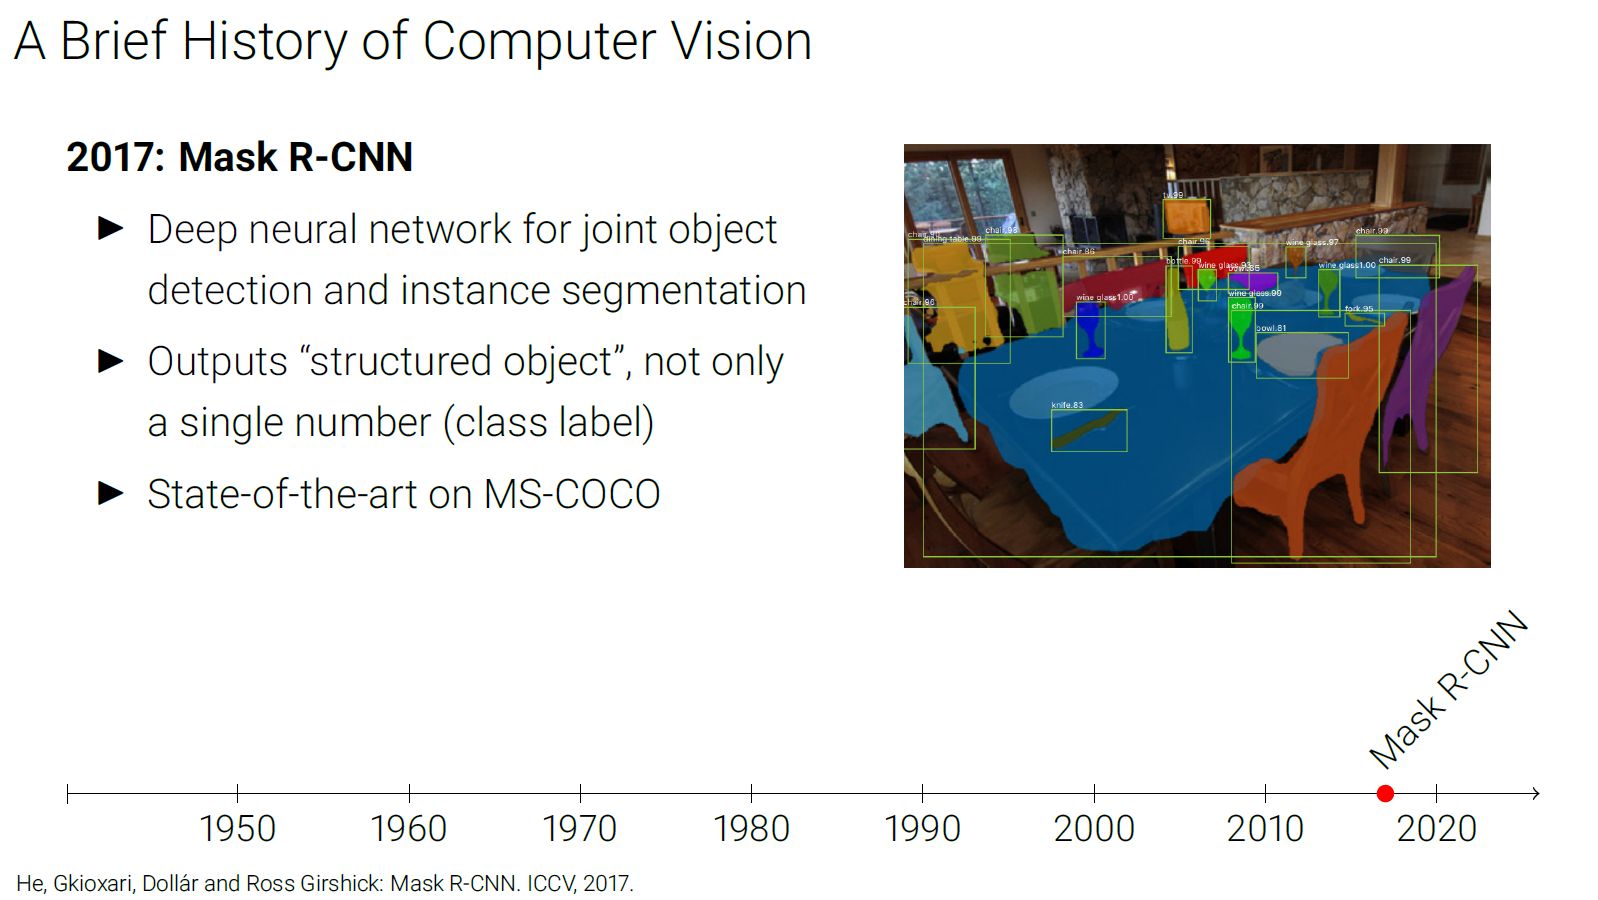 A Brief History of Computer Vision
2017: Mask R-CNN
► Deep neural network for joint object
detection and instance segmentation
► Outputs “structured object”, not only
a single number (class label)
► State-of-the-art on MS-COCO
tv.99
chair.98
dining table.99
chair.96
chair.86
chair.96
bottle.99
wine glass.93
wine glass.97
chair.99
wine glass1.00
chair.99
wine glass1.00
wine glass.99
chair.99
fork.95
bowl.81
knife.83
Mask R-CNN
1950 1960 1970 1980 1990 2000 2010 2020
He, Gkioxari, Dollár and Ross Girshick: Mask R-CNN. ICCV, 2017.